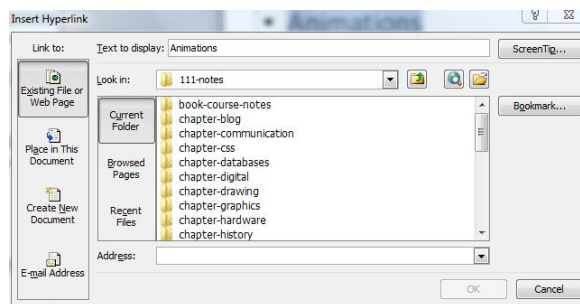 • Animations
Insert Hyperlink
Link to:
Text to display: Animations
ScreenTip...
Existing File or
Web Page
Look in:
111-notes
Bookmark...
Current
Folder
book-course-notes
chapter-blog
chapter-communication
chapter-css
chapter-databases
chapter-digital
chapter-drawing
chapter-graphics
chapter-hardware
chapter-history
Place in This
Document
Browsed
Pages
Create New
Document
Recent
Files
E-mail Address
Address:
OK
Cancel